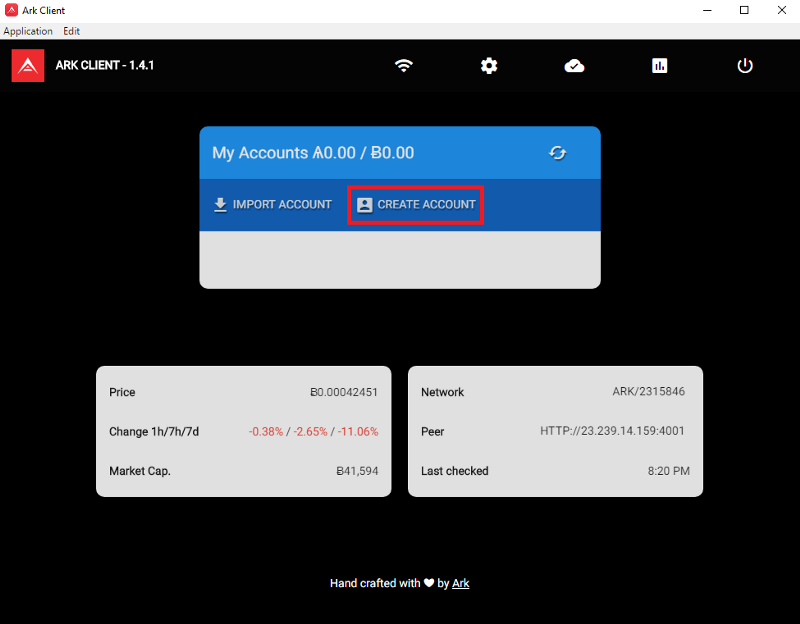 Ark Client
Application Edit
ARK CLIENT - 1.4.1
My Accounts Ѧ0.00 / Ƀ0.00
IMPORT ACCOUNT CREATE ACCOUNT
Price Ƀ0.00042451
Change 1h/7h/7d -0.38% / -2.65% / -11.06%
Market Cap. Ƀ41,594
Network ARK/2315846
Peer HTTP://23.239.14.159:4001
Last checked 8:20 PM
Hand crafted with ♥ by Ark